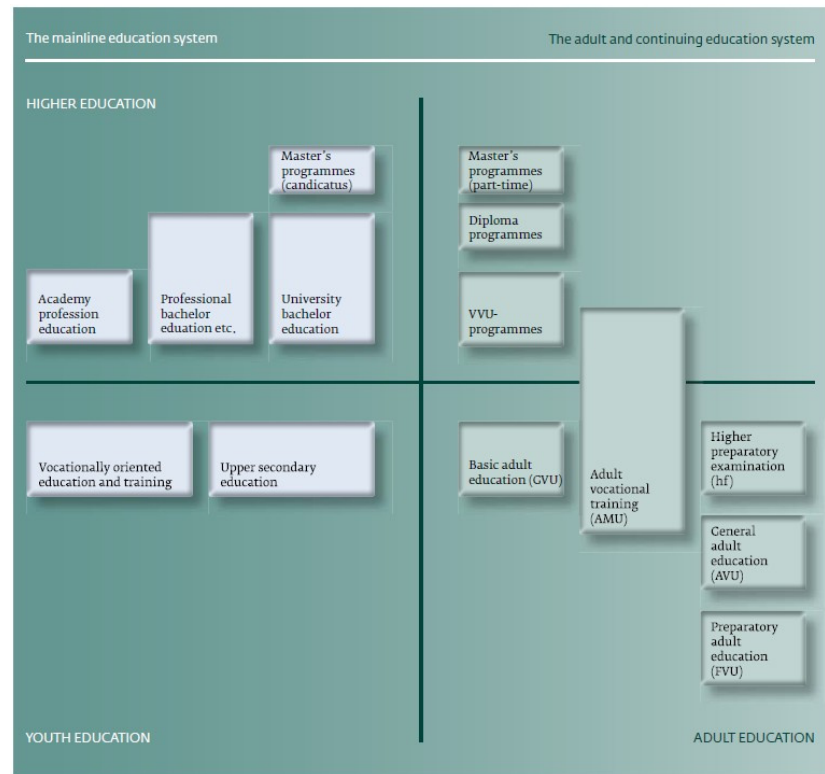 The mainline education system
The adult and continuing education system
HIGHER EDUCATION
Master's
programmes
(candicatus)
Master's
programmes
(part-time)
Diploma
programmes
Academy
profession
education
Professional
bachelor
eduation etc.
University
bachelor
education
VVU-
programmes
Vocationally oriented
education and training
Upper secondary
education
Basic adult
education (GVU)
Adult
vocational
training
(AMU)
Higher
preparatory
examination
(hf)
General
adult
education
(AVU)
Preparatory
adult
education
(FVU)
YOUTH EDUCATION
ADULT EDUCATION